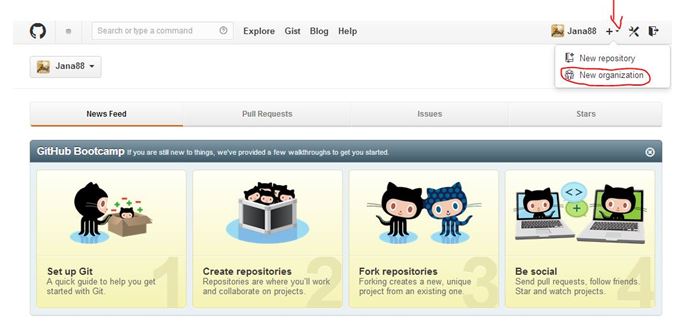 Search or type a command
Explore Gist Blog Help
Jana88
New repository
New organization
Jana88
News Feed
Pull Requests
Issues
Stars
GitHub Bootcamp If you are still new to things, we've provided a few walkthroughs to get you started.
Set up Git
A quick guide to help you get
started with Git.
1
Create repositories
Repositories are where you'll work
and collaborate on projects.
2
Fork repositories
Forking creates a new, unique
project from an existing one.
3
Be social
Send pull requests, follow friends.
Star and watch projects.
4